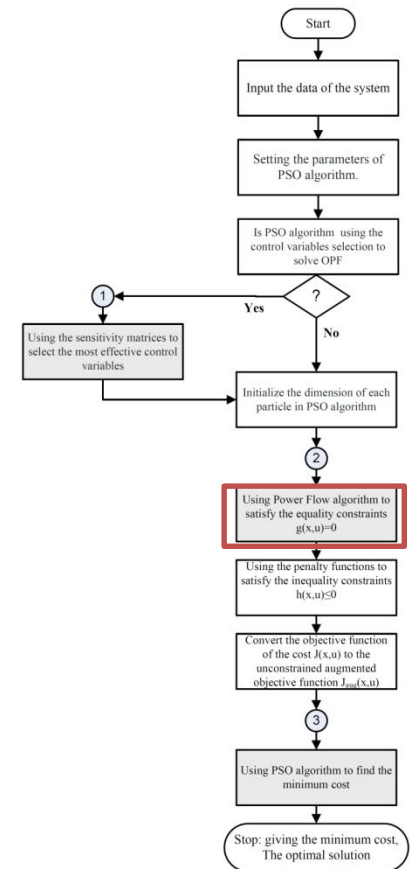 Start
Input the data of the system
Setting the parameters of
PSO algorithm.
Is PSO algorithm using the
control variables selection to
solve OPF
?
1
Yes
No
Using the sensitivity matrices to
select the most effective control
variables
Initialize the dimension of each
particle in PSO algorithm
2
Using Power Flow algorithm to
satisfy the equality constraints
g(x,u)=0
Using the penalty functions to
satisfy the inequality constraints
h(x,u)≤0
Convert the objective function
of the cost J(x,u) to the
unconstrained augmented
objective function Jaug(x,u)
3
Using PSO algorithm to find the
minimum cost
Stop: giving the minimum cost,
The optimal solution